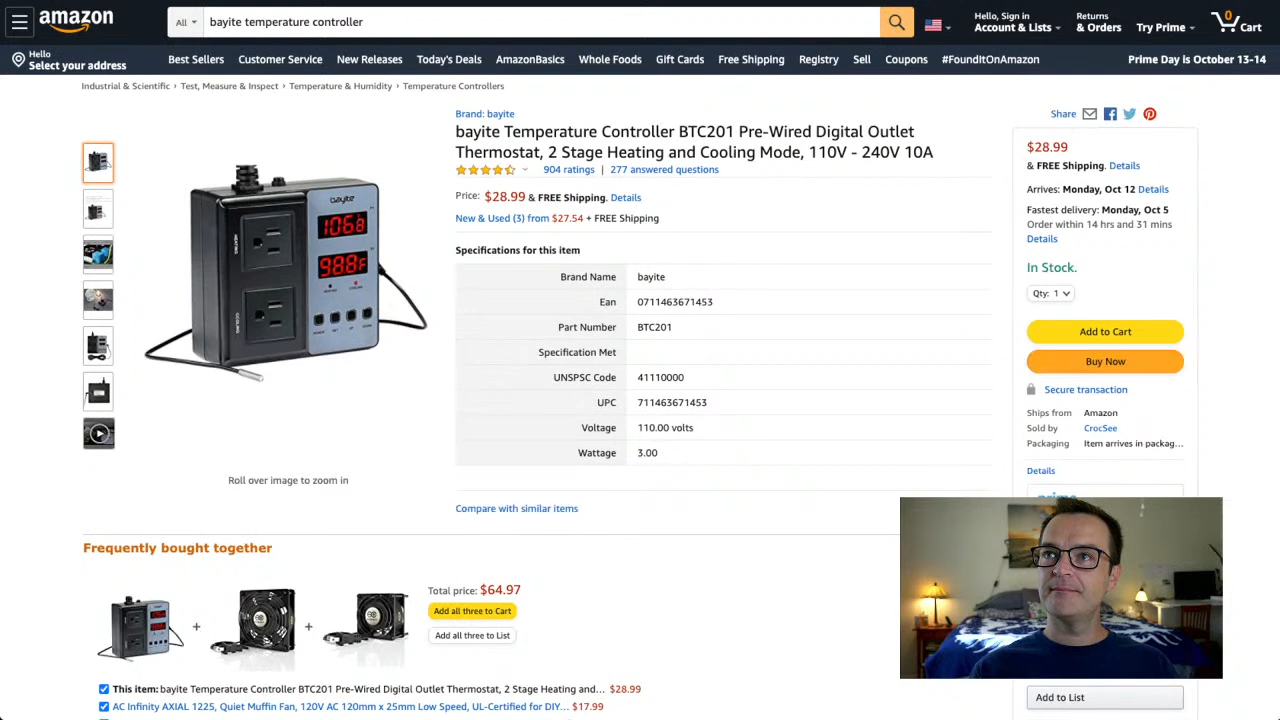 amazon
All
bayite temperature controller
Hello, Sign in
Account & Lists
Returns
& Orders
Try Prime
0
Cart
Hello
Select your address
Best Sellers
Customer Service
New Releases
Today's Deals
AmazonBasics
Whole Foods
Gift Cards
Free Shipping
Registry
Sell
Coupons
#FoundItOnAmazon
Prime Day is October 13-14
Industrial & Scientific › Test, Measure & Inspect › Temperature & Humidity › Temperature Controllers
Brand: bayite
bayite Temperature Controller BTC201 Pre-Wired Digital Outlet
Thermostat, 2 Stage Heating and Cooling Mode, 110V - 240V 10A
904 ratings | 277 answered questions
Price: $28.99 & FREE Shipping. Details
New & Used (3) from $27.54 + FREE Shipping
Specifications for this item
Brand Name bayite
Ean 0711463671453
Part Number BTC201
Specification Met
UNSPSC Code 41110000
UPC 711463671453
Voltage 110.00 volts
Wattage 3.00
Compare with similar items
bayite
HEATING
COOLING
Roll over image to zoom in
Share
$28.99
& FREE Shipping. Details
Arrives: Monday, Oct 12 Details
Fastest delivery: Monday, Oct 5
Order within 14 hrs and 31 mins
Details
In Stock.
Qty: 1
Add to Cart
Buy Now
Secure transaction
Ships from Amazon
Sold by CrocSee
Packaging Item arrives in packag...
Details
prime
Add to List
Frequently bought together
+
+
Total price: $64.97
Add all three to Cart
Add all three to List
This item: bayite Temperature Controller BTC201 Pre-Wired Digital Outlet Thermostat, 2 Stage Heating and... $28.99
AC Infinity AXIAL 1225, Quiet Muffin Fan, 120V AC 120mm x 25mm Low Speed, UL-Certified for DIY... $17.99